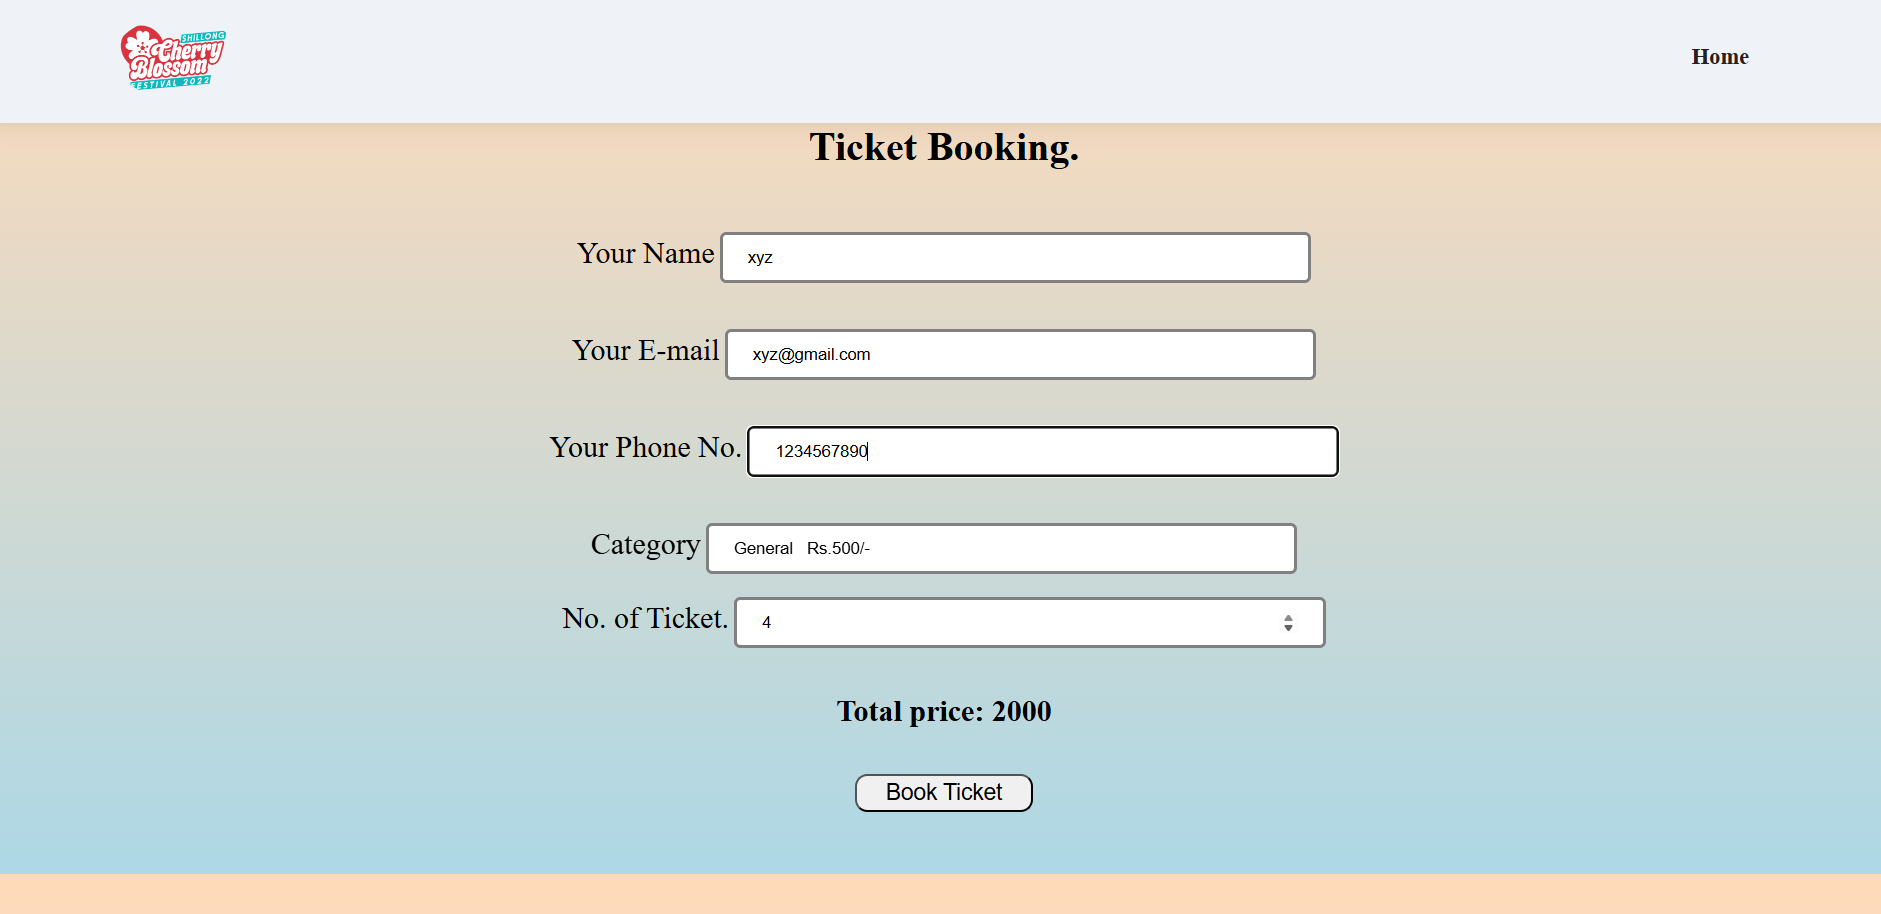 SHILLONG
Cherry
Blossom
FESTIVAL 2022
Home
Ticket Booking.
Your Name xyz
Your E-mail xyz@gmail.com
Your Phone No. 1234567890
Category General Rs.500/-
No. of Ticket. 4
Total price: 2000
Book Ticket